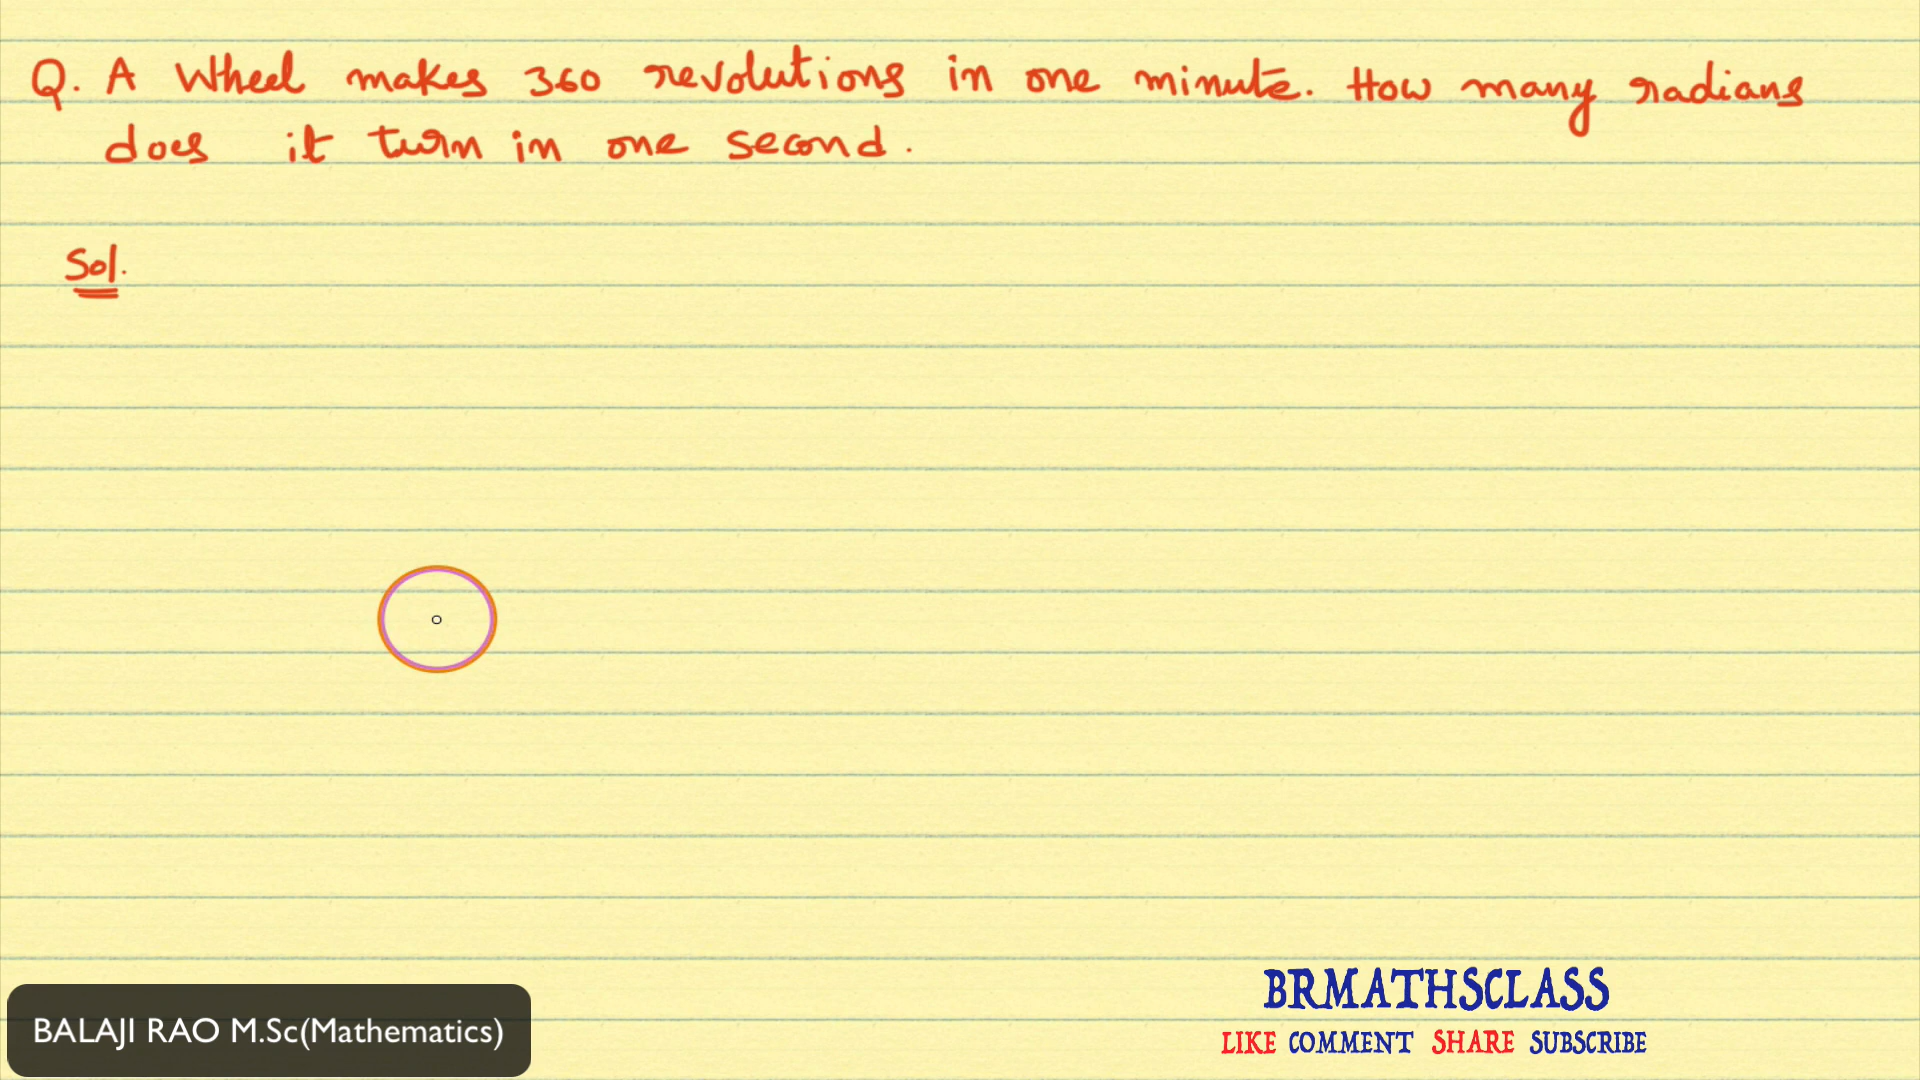 Q. A Wheel makes 360 revolutions in one minute. How many radians
does it turn in one second.
Sol.
BRMATHSCLASS
LIKE COMMENT SHARE SUBSCRIBE
BALAJI RAO M.Sc(Mathematics)